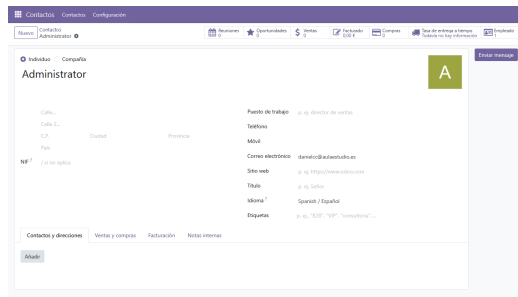 Contactos Contactos Configuración
Nuevo Contactos Administrator
Reuniones 0 Oportunidades 0 Ventas 0 Facturado 0,00 € Compras 0 Tasa de entrega a tiempo Todavía no hay información Empleado 1
Enviar mensaje
Individuo Compañía
Administrator
A
Calle...
Calle 2...
C.P. Ciudad Provincia
País
NIF ? / si no aplica
Puesto de trabajo p. ej. director de ventas
Teléfono
Móvil
Correo electrónico danielcc@aulaestudio.es
Sitio web p. ej. https://www.odoo.com
Título p. ej. Señor
Idioma ? Spanish / Español
Etiquetas p. ej., "B2B", "VIP", "consultoría", ...
Contactos y direcciones Ventas y compras Facturación Notas internas
Añadir